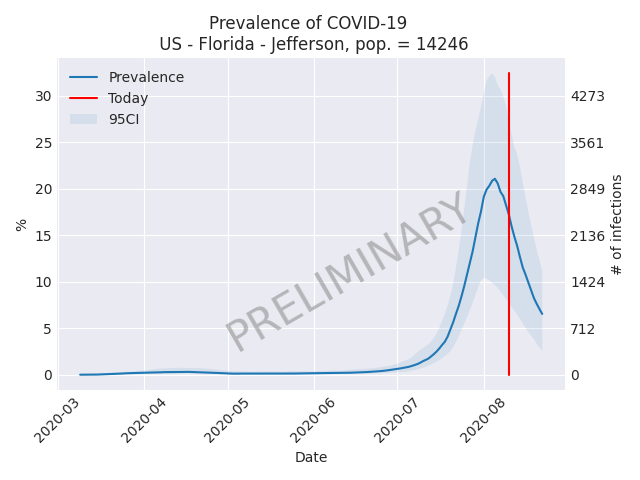 Prevalence of COVID-19
US - Florida - Jefferson, pop. = 14246
Prevalence
Today
95CI
PRELIMINARY
30
25
20
15
10
5
0
%
4273
3561
2849
2136
1424
712
0
# of infections
2020-03
2020-04
2020-05
2020-06
2020-07
2020-08
Date